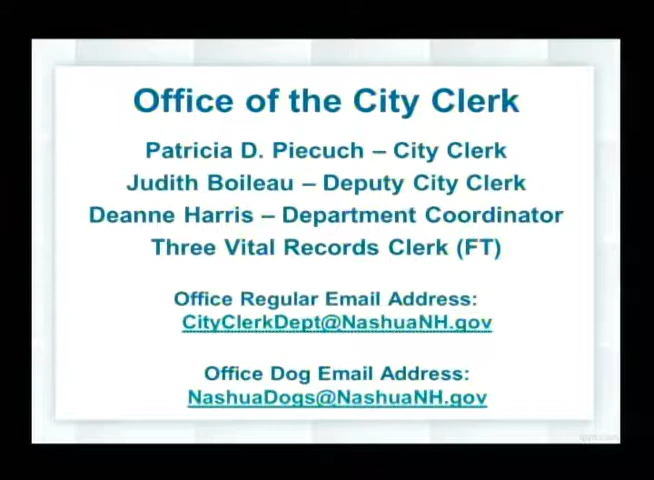 Office of the City Clerk
Patricia D. Piecuch – City Clerk
Judith Boileau – Deputy City Clerk
Deanne Harris – Department Coordinator
Three Vital Records Clerk (FT)
Office Regular Email Address:
CityClerkDept@NashuaNH.gov
Office Dog Email Address:
NashuaDogs@NashuaNH.gov